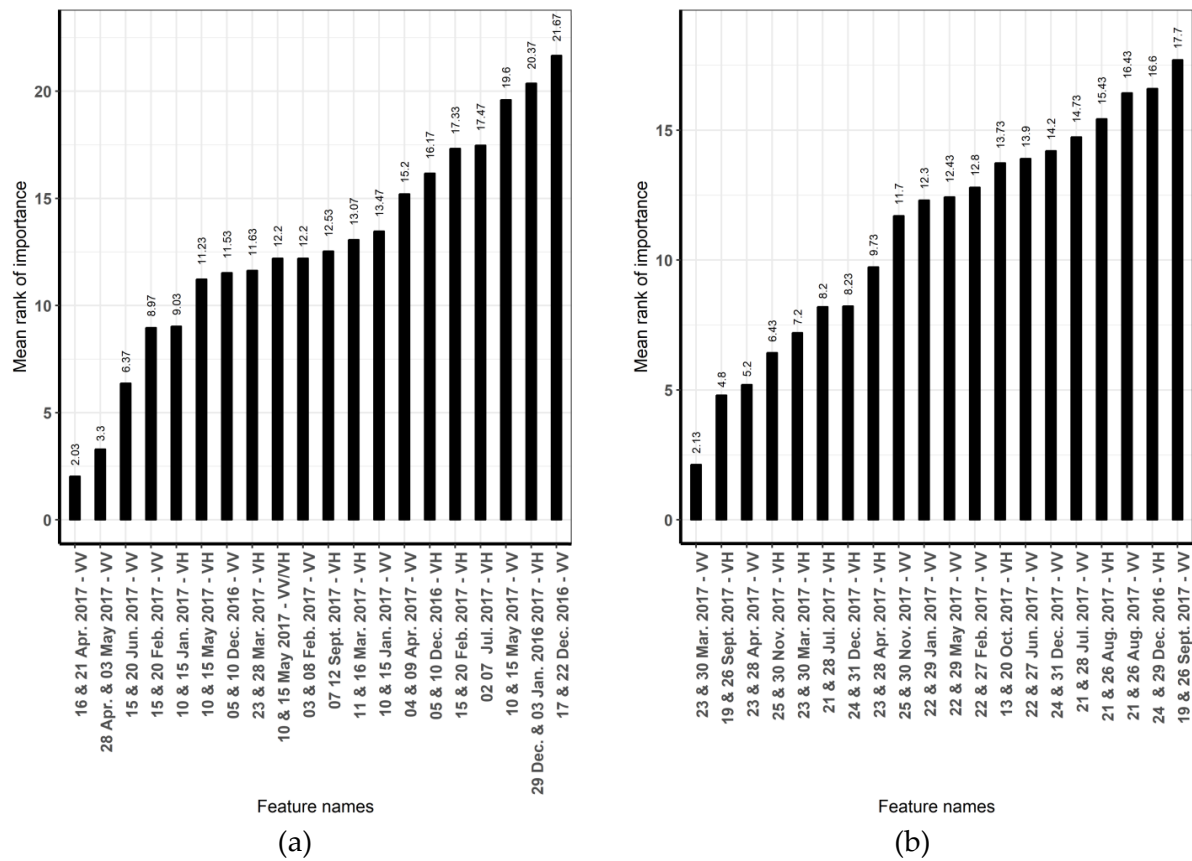 Mean rank of importance
20
15
10
5
0
2.03
3.3
6.37
8.97
9.03
11.23
11.53
11.63
12.2
12.2
12.53
13.07
13.47
15.2
16.17
17.33
17.47
19.6
20.37
21.67
16 & 21 Apr. 2017 - VV
28 Apr. & 03 May 2017 - VV
15 & 20 Jun. 2017 - VV
15 & 20 Feb. 2017 - VV
10 & 15 Jan. 2017 - VH
10 & 15 May 2017 - VH
05 & 10 Dec. 2016 - VV
23 & 28 Mar. 2017 - VH
10 & 15 May 2017 - VV/VH
03 & 08 Feb. 2017 - VV
07 12 Sept. 2017 - VH
11 & 16 Mar. 2017 - VH
10 & 15 Jan. 2017 - VV
04 & 09 Apr. 2017 - VV
05 & 10 Dec. 2016 - VH
15 & 20 Feb. 2017 - VH
02 07 Jul. 2017 - VH
10 & 15 May 2017 - VV
29 Dec. & 03 Jan. 2016 2017 - VH
17 & 22 Dec. 2016 - VV
Feature names
(a)
Mean rank of importance
15
10
5
0
2.13
4.8
5.2
6.43
7.2
8.2
8.23
9.73
11.7
12.3
12.43
12.8
13.73
13.9
14.2
14.73
15.43
16.43
16.6
17.7
23 & 30 Mar. 2017 - VV
19 & 26 Sept. 2017 - VH
23 & 28 Apr. 2017 - VV
25 & 30 Nov. 2017 - VH
23 & 30 Mar. 2017 - VH
21 & 28 Jul. 2017 - VH
24 & 31 Dec. 2017 - VH
23 & 28 Apr. 2017 - VH
25 & 30 Nov. 2017 - VV
22 & 29 Jan. 2017 - VV
22 & 29 May 2017 - VV
22 & 27 Feb. 2017 - VH
13 & 20 Oct. 2017 - VH
22 & 27 Jun. 2017 - VV
24 & 31 Dec. 2017 - VV
21 & 28 Jul. 2017 - VV
21 & 26 Aug. 2017 - VH
21 & 26 Aug. 2017 - VV
24 & 29 Dec. 2016 - VV
19 & 26 Sept. 2017 - VV
Feature names
(b)